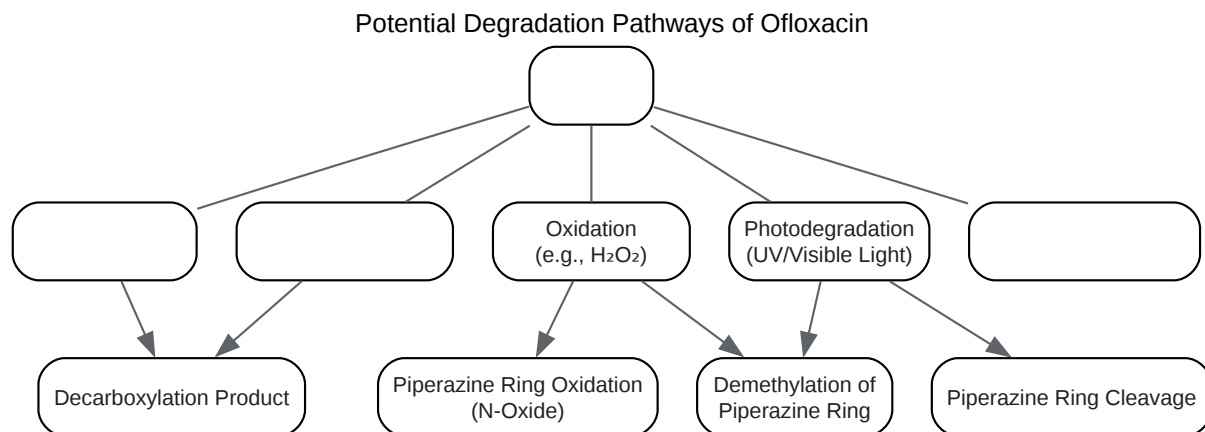 Potential Degradation Pathways of Ofloxacin
Oxidation
(e.g., H₂O₂)
Photodegradation
(UV/Visible Light)
Decarboxylation Product
Piperazine Ring Oxidation
(N-Oxide)
Demethylation of
Piperazine Ring
Piperazine Ring Cleavage